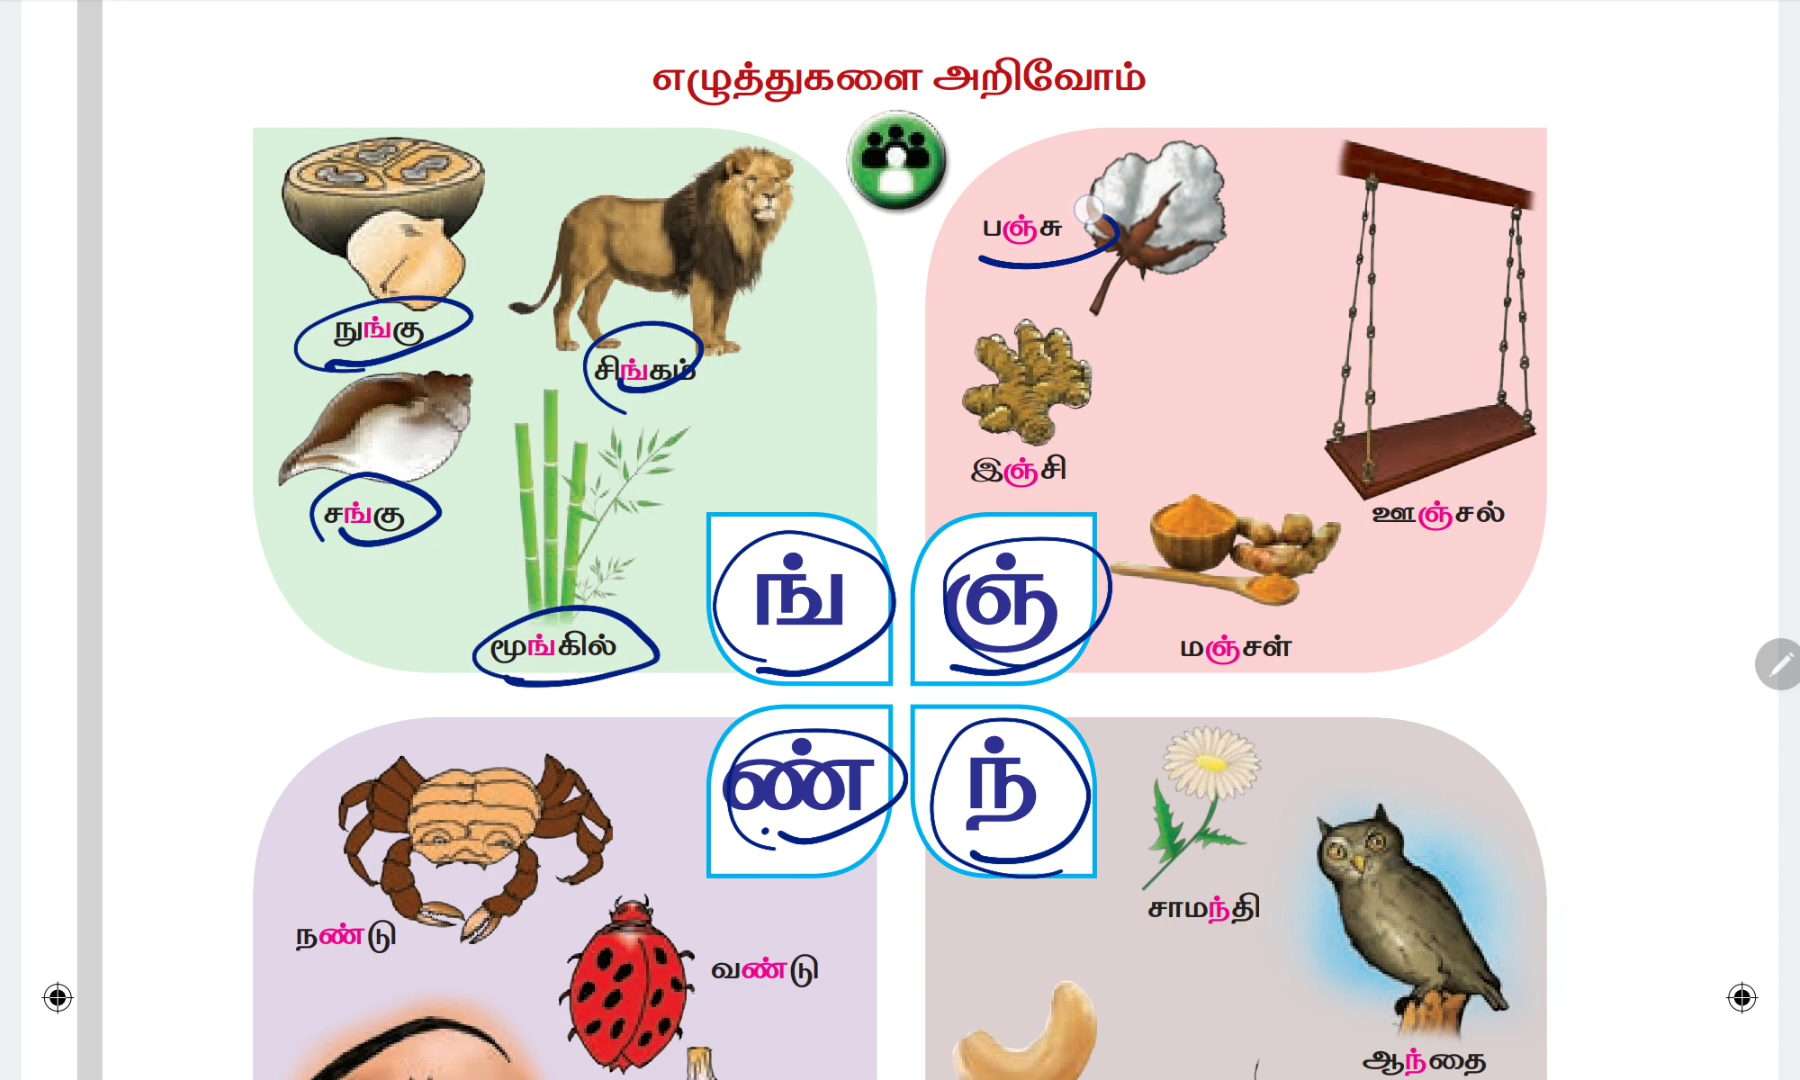 எழுத்துகளை அறிவோம்
நுங்கு
சிங்கம்
சங்கு
மூங்கில்
பஞ்சு
இஞ்சி
ஊஞ்சல்
மஞ்சள்
ங் ஞ்
ண் ந்
நண்டு
வண்டு
சாமந்தி
ஆந்தை